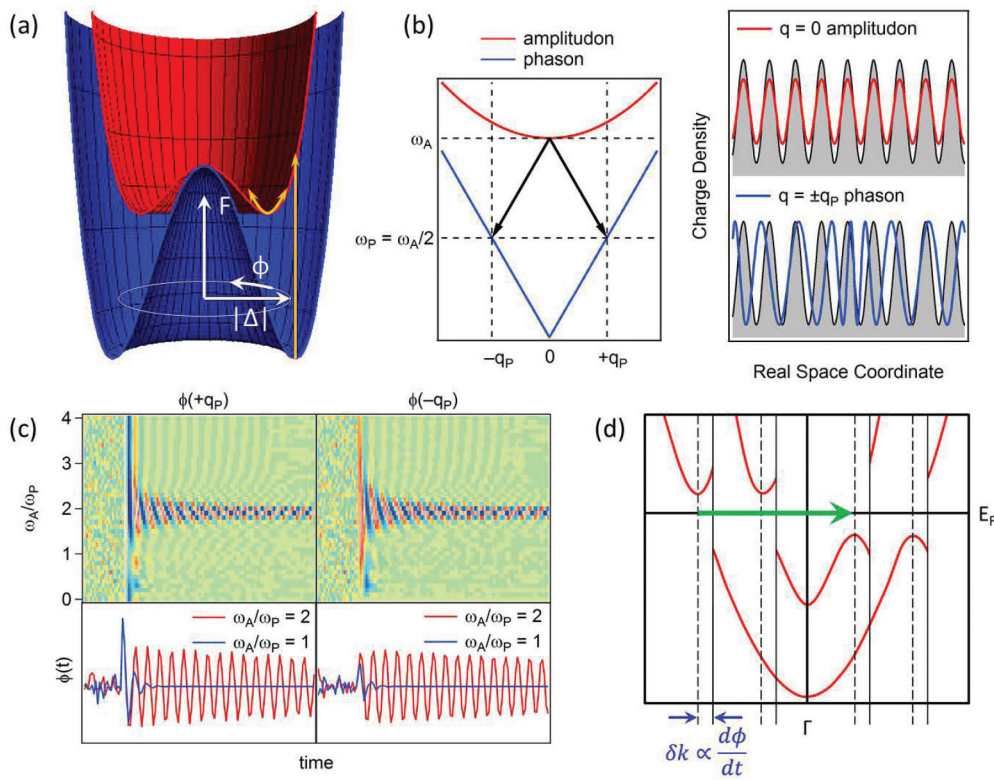 (a)
F
ϕ
|Δ|
(b)
amplitudon
phason
ω_A
ω_P = ω_A/2
−q_P
0
+q_P
Charge Density
q = 0 amplitudon
q = ±q_P phason
Real Space Coordinate
(c)
ϕ(+q_P)
ϕ(−q_P)
ω_A/ω_P
4
3
2
1
0
ϕ(t)
ω_A/ω_P = 2
ω_A/ω_P = 1
ω_A/ω_P = 2
ω_A/ω_P = 1
time
(d)
E_F
Γ
δk ∝ dϕ/dt